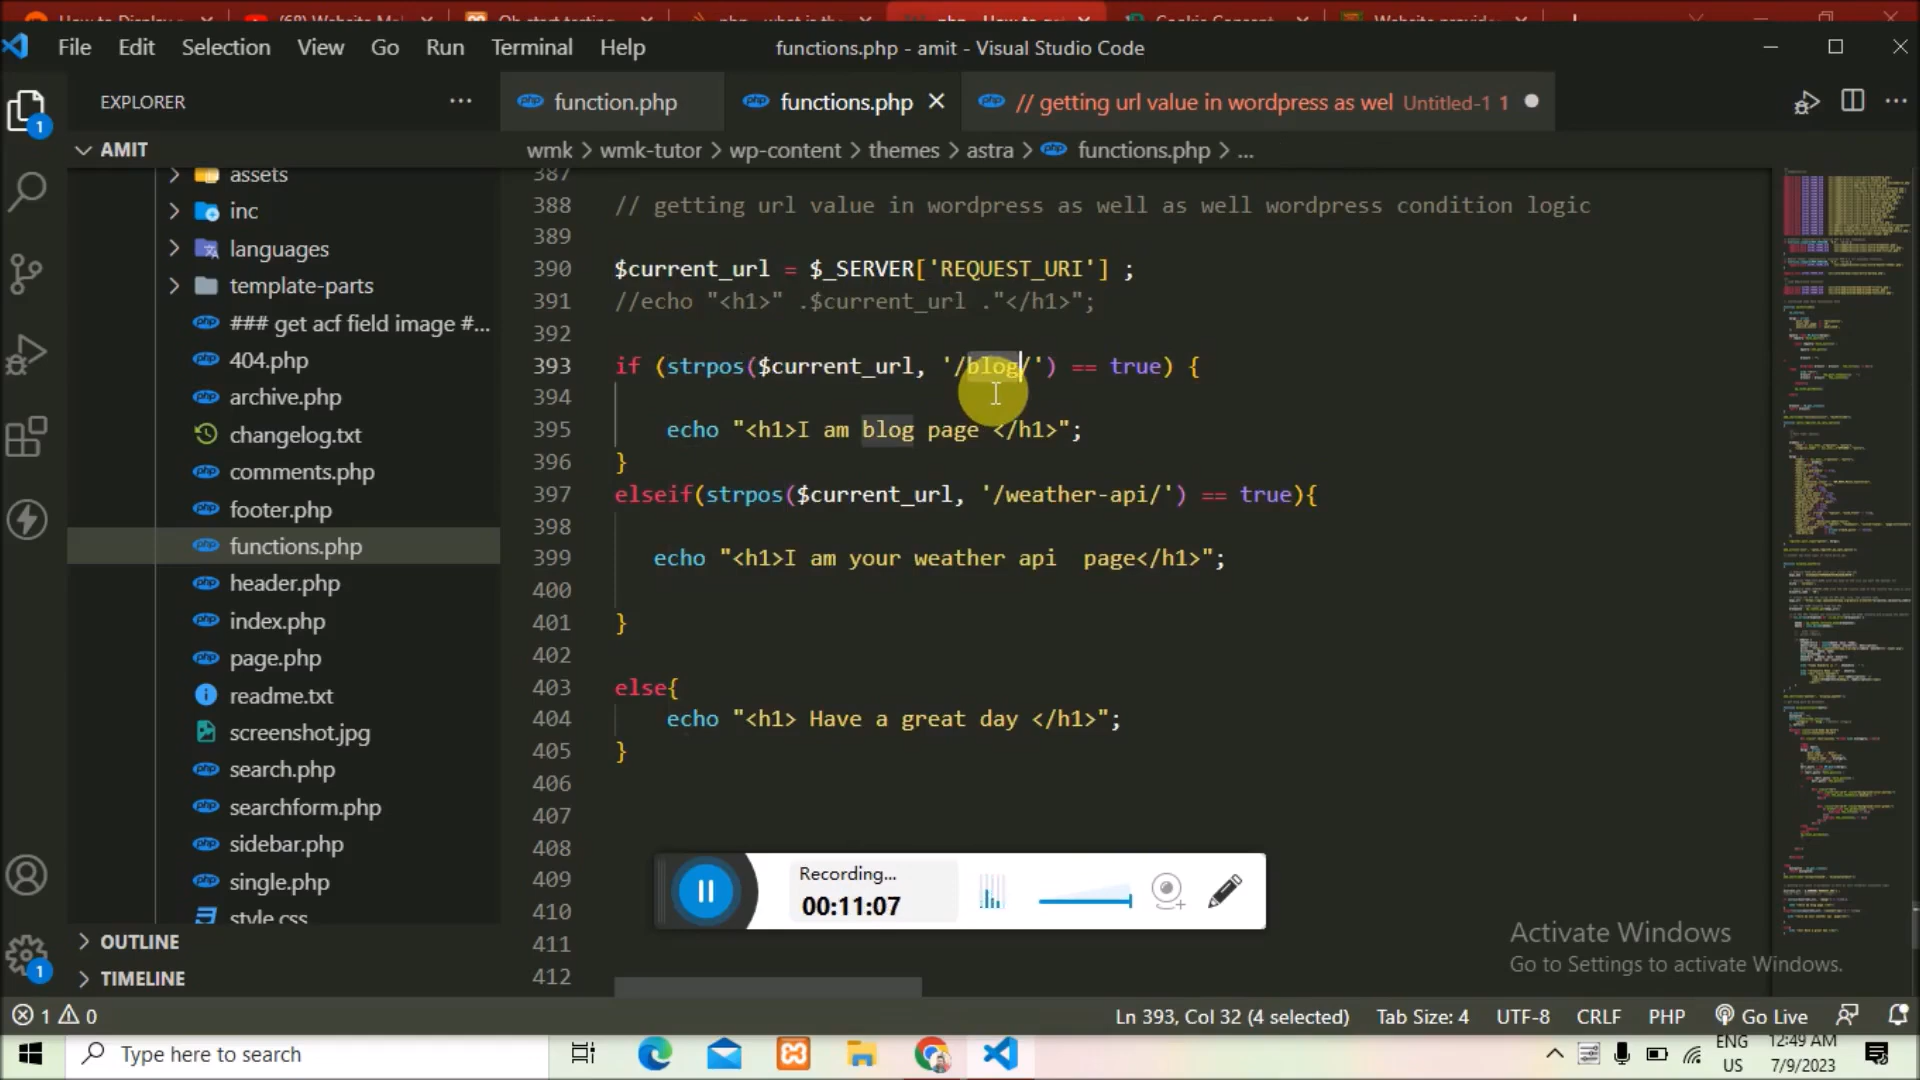 File Edit Selection View Go Run Terminal Help
functions.php - amit - Visual Studio Code
EXPLORER
function.php
functions.php
// getting url value in wordpress as wel Untitled-1 1
AMIT
wmk > wmk-tutor > wp-content > themes > astra > functions.php > ...
assets
inc
languages
template-parts
### get acf field image #...
404.php
archive.php
changelog.txt
comments.php
footer.php
functions.php
header.php
index.php
page.php
readme.txt
screenshot.jpg
search.php
searchform.php
sidebar.php
single.php
style.css
OUTLINE
TIMELINE
387
388 // getting url value in wordpress as well as well wordpress condition logic
389
390 $current_url = $_SERVER['REQUEST_URI'] ;
391 //echo "<h1>" .$current_url ."</h1>";
392
393 if (strpos($current_url, '/blog/') == true) {
394
395 echo "<h1>I am blog page </h1>";
396 }
397 elseif(strpos($current_url, '/weather-api/') == true){
398
399 echo "<h1>I am your weather api  page</h1>";
400
401 }
402
403 else{
404 echo "<h1> Have a great day </h1>";
405 }
406
407
408
409
410
411
412
Recording...
00:11:07
Activate Windows
Go to Settings to activate Windows.
1 0
Ln 393, Col 32 (4 selected) Tab Size: 4 UTF-8 CRLF PHP Go Live
Type here to search
ENG
US
12:49 AM
7/9/2023